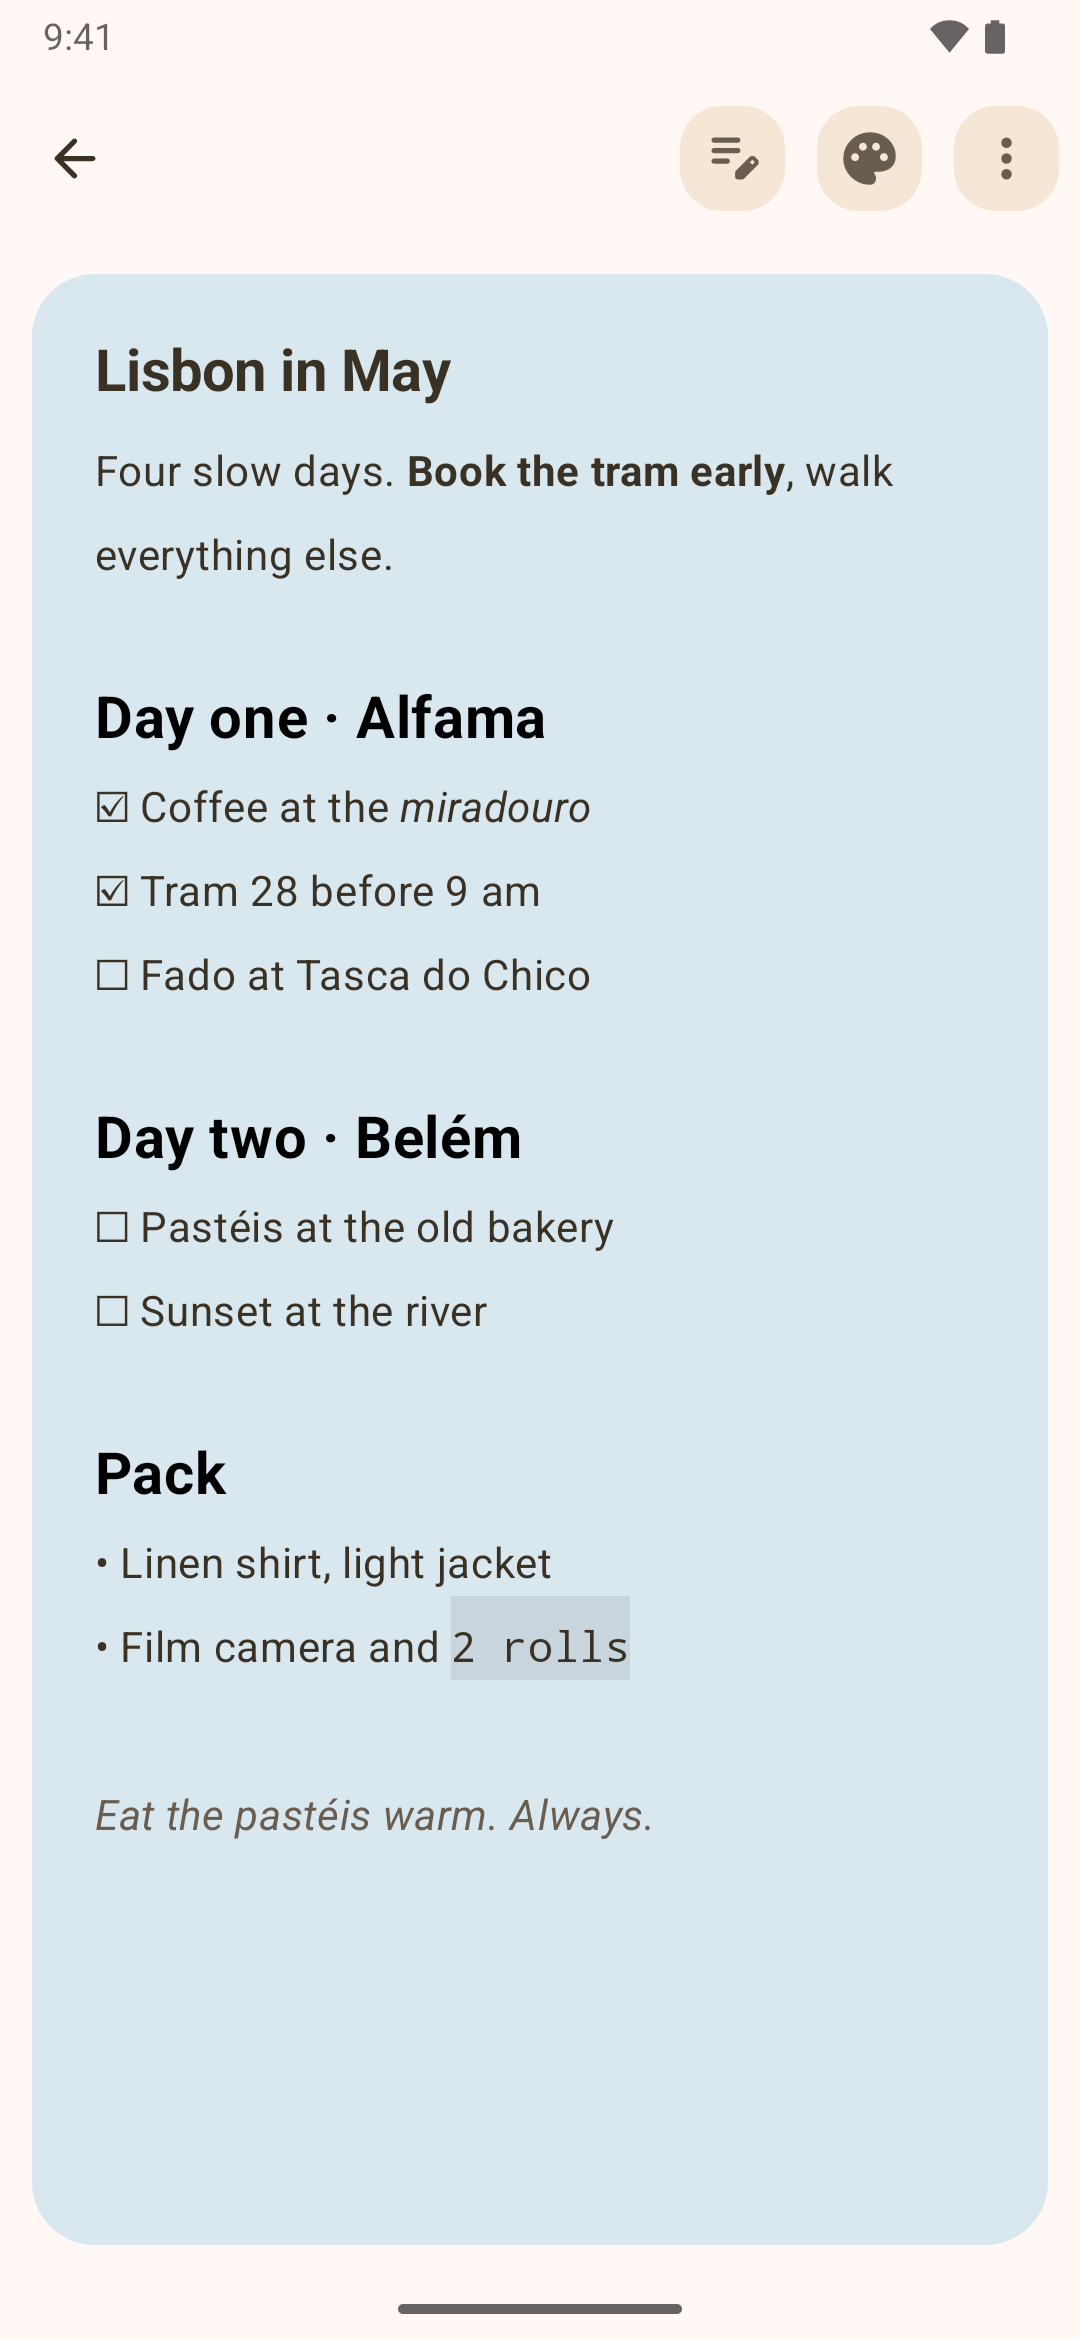 9:41
Lisbon in May
Four slow days. Book the tram early, walk
everything else.
Day one · Alfama
☑ Coffee at the miradouro
☑ Tram 28 before 9 am
☐ Fado at Tasca do Chico
Day two · Belém
☐ Pastéis at the old bakery
☐ Sunset at the river
Pack
• Linen shirt, light jacket
• Film camera and 2 rolls
Eat the pastéis warm. Always.